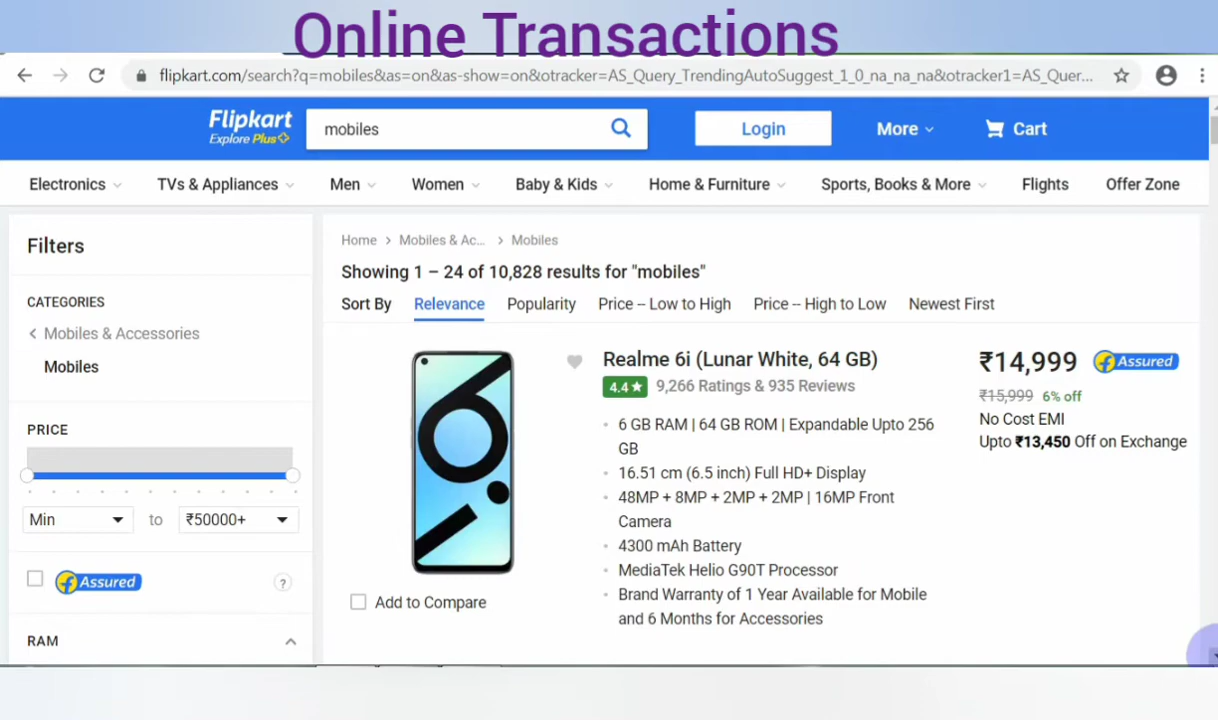 Online Transactions
flipkart.com/search?q=mobiles&as=on&as-show=on&otracker=AS_Query_TrendingAutoSuggest_1_0_na_na_na&otracker1=AS_Quer...
Flipkart
Explore Plus
mobiles
Login
More
Cart
Electronics
TVs & Appliances
Men
Women
Baby & Kids
Home & Furniture
Sports, Books & More
Flights
Offer Zone
Filters
CATEGORIES
Mobiles & Accessories
Mobiles
PRICE
Min
to
₹50000+
Assured
?
RAM
Home > Mobiles & Ac... > Mobiles
Showing 1 – 24 of 10,828 results for "mobiles"
Sort By
Relevance
Popularity
Price -- Low to High
Price -- High to Low
Newest First
Add to Compare
Realme 6i (Lunar White, 64 GB)
4.4★
9,266 Ratings & 935 Reviews
6 GB RAM | 64 GB ROM | Expandable Upto 256
GB
16.51 cm (6.5 inch) Full HD+ Display
48MP + 8MP + 2MP + 2MP | 16MP Front
Camera
4300 mAh Battery
MediaTek Helio G90T Processor
Brand Warranty of 1 Year Available for Mobile
and 6 Months for Accessories
₹14,999
Assured
₹15,999 6% off
No Cost EMI
Upto ₹13,450 Off on Exchange